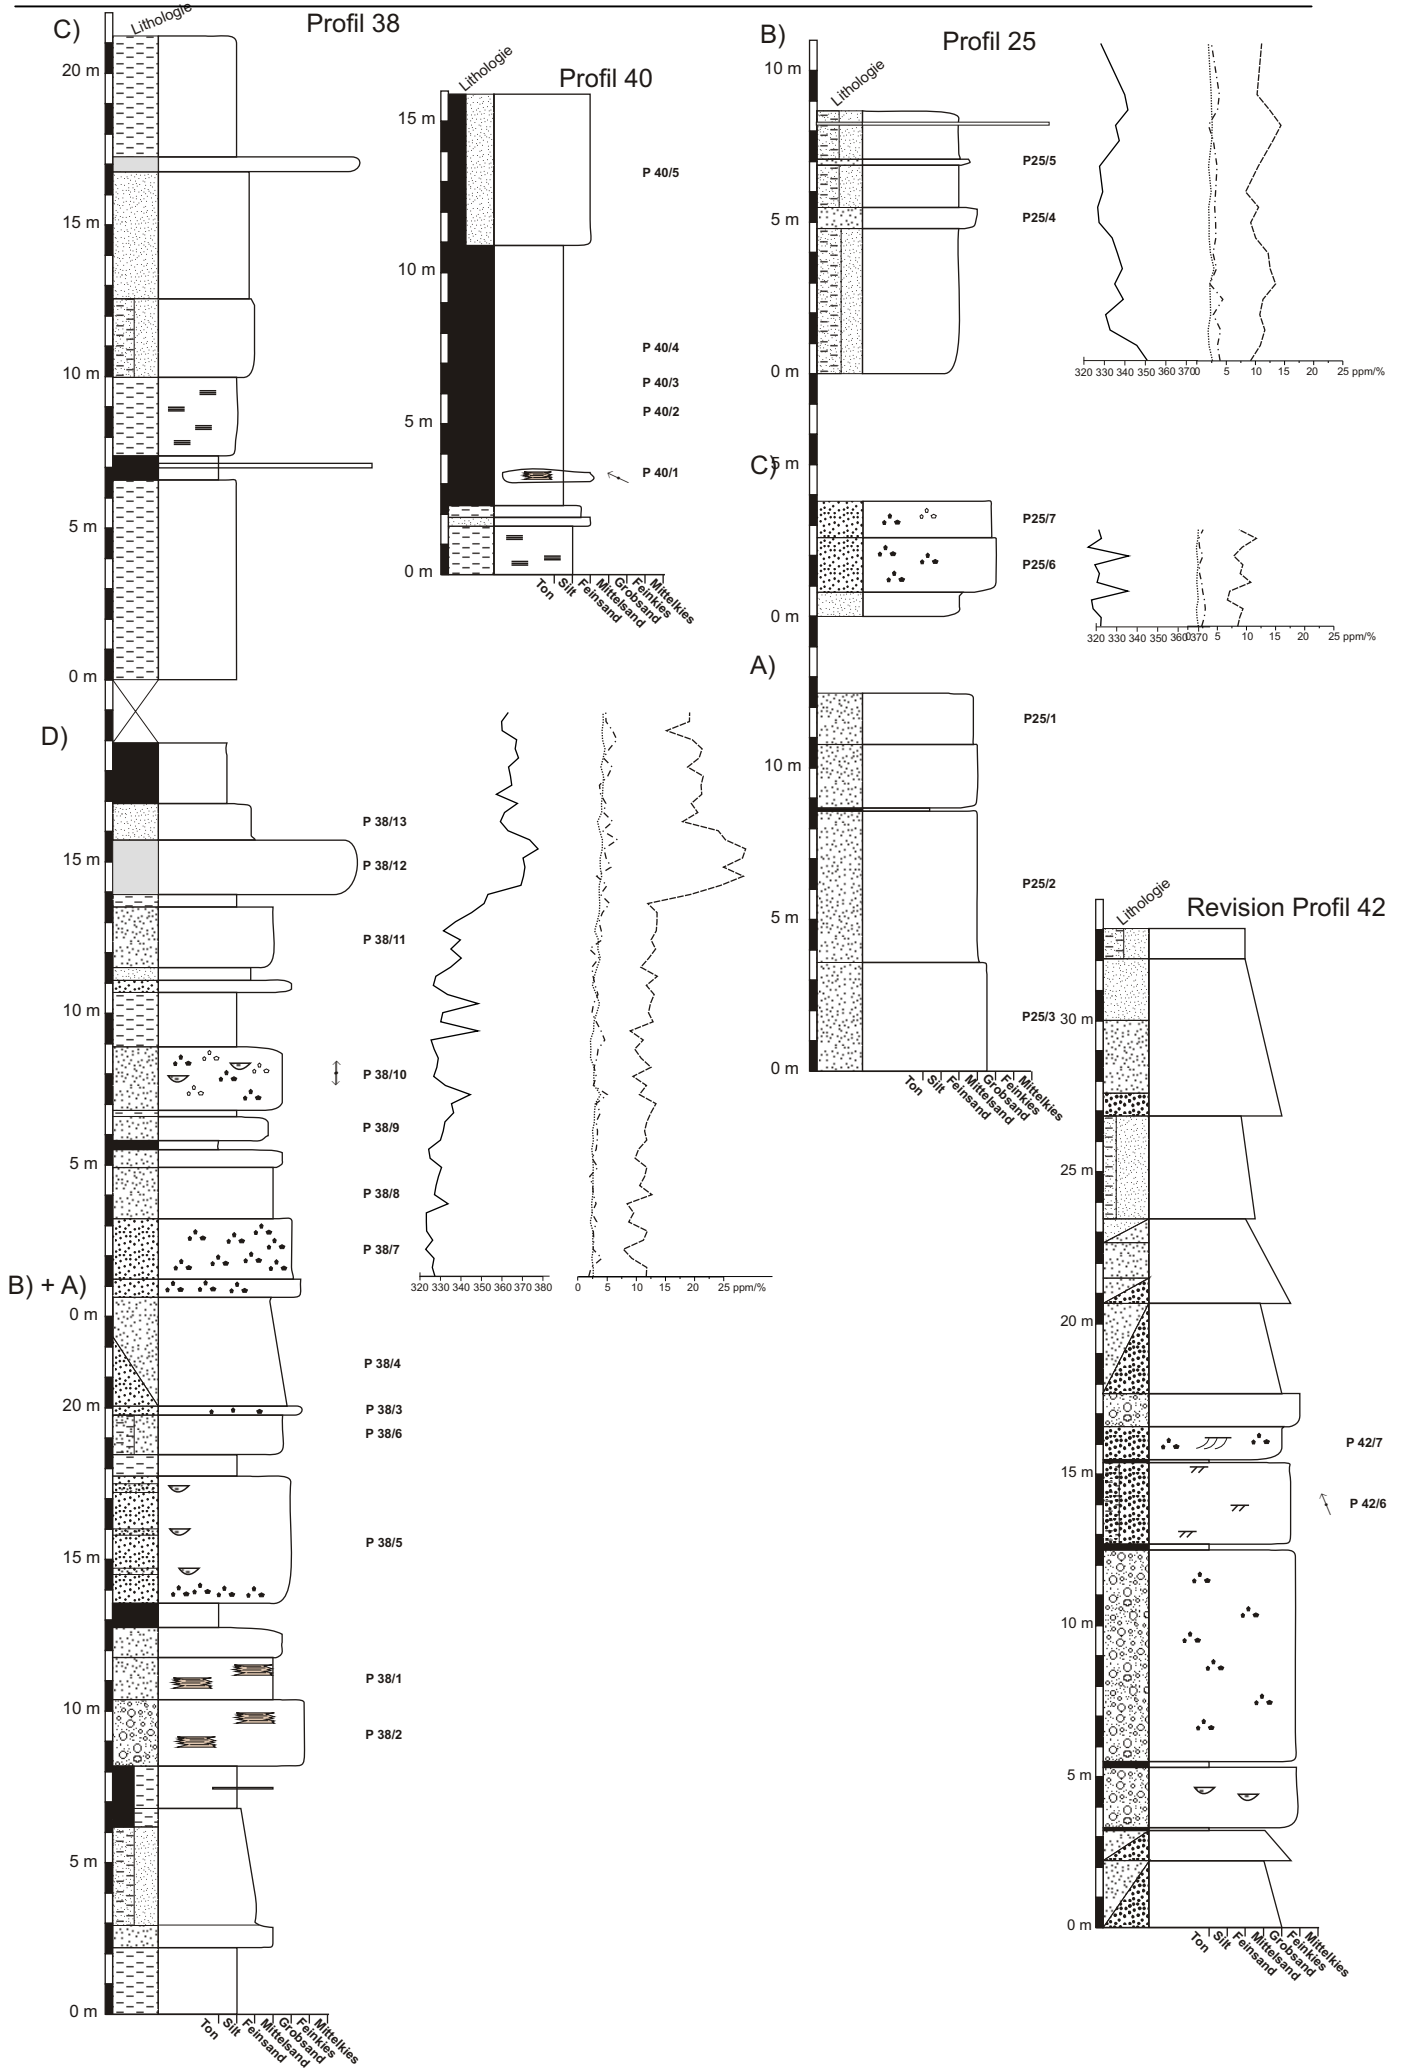 C)
Lithologie
Profil 38
20 m
15 m
10 m
5 m
0 m
D)
15 m
10 m
5 m
0 m
B) + A)
20 m
15 m
10 m
5 m
0 m
P 38/13
P 38/12
P 38/11
P 38/10
P 38/9
P 38/8
P 38/7
P 38/4
P 38/3
P 38/6
P 38/5
P 38/1
P 38/2
Ton Silt Feinsand Mittelsand Grobsand Feinkies Mittelkies
320 330 340 350 360 370 380
0 5 10 15 20 25 ppm/%
Profil 40
Lithologie
15 m
10 m
5 m
0 m
P 40/5
P 40/4
P 40/3
P 40/2
P 40/1
Ton Silt Feinsand Mittelsand Grobsand Feinkies Mittelkies
B)
Profil 25
Lithologie
10 m
5 m
0 m
P25/5
P25/4
320 330 340 350 360 370 0 5 10 15 20 25 ppm/%
C)
5 m
0 m
P25/7
P25/6
320 330 340 350 360 370 0 5 10 15 20 25 ppm/%
A)
10 m
5 m
0 m
P25/1
P25/2
P25/3
Ton Silt Feinsand Mittelsand Grobsand Feinkies Mittelkies
Revision Profil 42
Lithologie
30 m
25 m
20 m
15 m
10 m
5 m
0 m
P 42/7
P 42/6
Ton Silt Feinsand Mittelsand Grobsand Feinkies Mittelkies